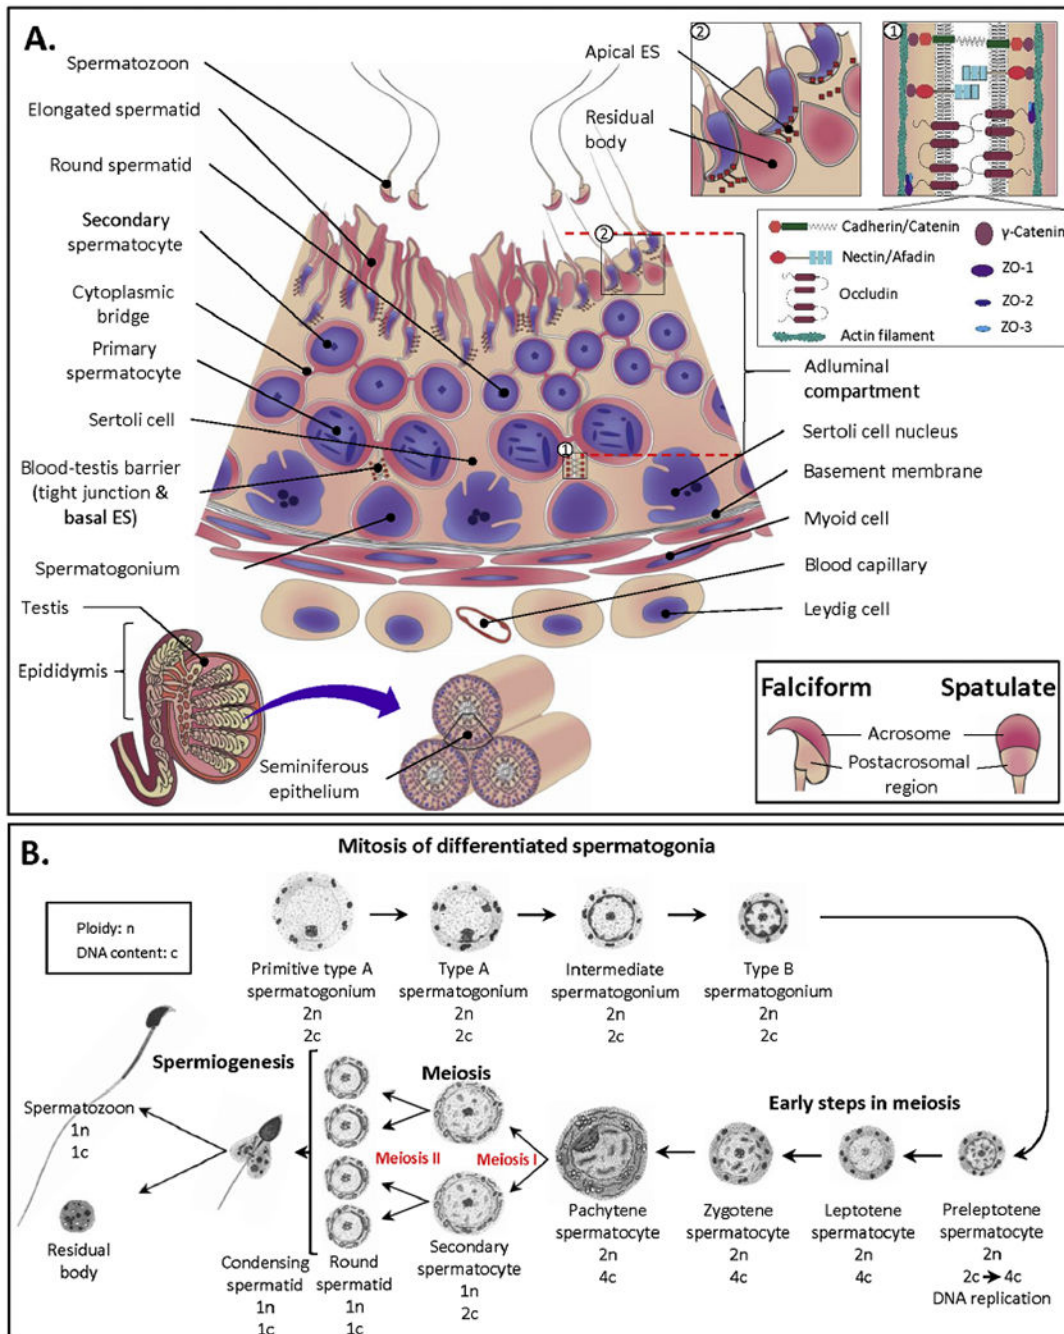 A.
Spermatozoon
Elongated spermatid
Round spermatid
Secondary
spermatocyte
Cytoplasmic
bridge
Primary
spermatocyte
Sertoli cell
Blood-testis barrier
(tight junction &
basal ES)
Spermatogonium
Testis
Epididymis
Seminiferous
epithelium
Apical ES
Residual
body
2
1
2
1
Cadherin/Catenin
Nectin/Afadin
Occludin
Actin filament
γ-Catenin
ZO-1
ZO-2
ZO-3
Adluminal
compartment
Sertoli cell nucleus
Basement membrane
Myoid cell
Blood capillary
Leydig cell
Falciform Spatulate
Acrosome
Postacrosomal
region
B.
Mitosis of differentiated spermatogonia
Ploidy: n
DNA content: c
Primitive type A
spermatogonium
2n
2c
Type A
spermatogonium
2n
2c
Intermediate
spermatogonium
2n
2c
Type B
spermatogonium
2n
2c
Early steps in meiosis
Preleptotene
spermatocyte
2n
2c → 4c
DNA replication
Leptotene
spermatocyte
2n
4c
Zygotene
spermatocyte
2n
4c
Pachytene
spermatocyte
2n
4c
Meiosis
Meiosis I
Meiosis II
Secondary
spermatocyte
1n
2c
Round
spermatid
1n
1c
Spermiogenesis
Condensing
spermatid
1n
1c
Spermatozoon
1n
1c
Residual
body